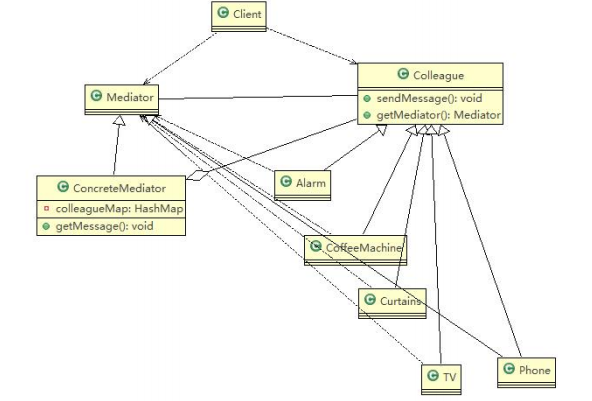 C Client
C Colleague
sendMessage(): void
getMediator(): Mediator
C Mediator
C ConcreteMediator
colleagueMap: HashMap
getMessage(): void
C Alarm
C CoffeeMachine
C Curtains
C TV
C Phone